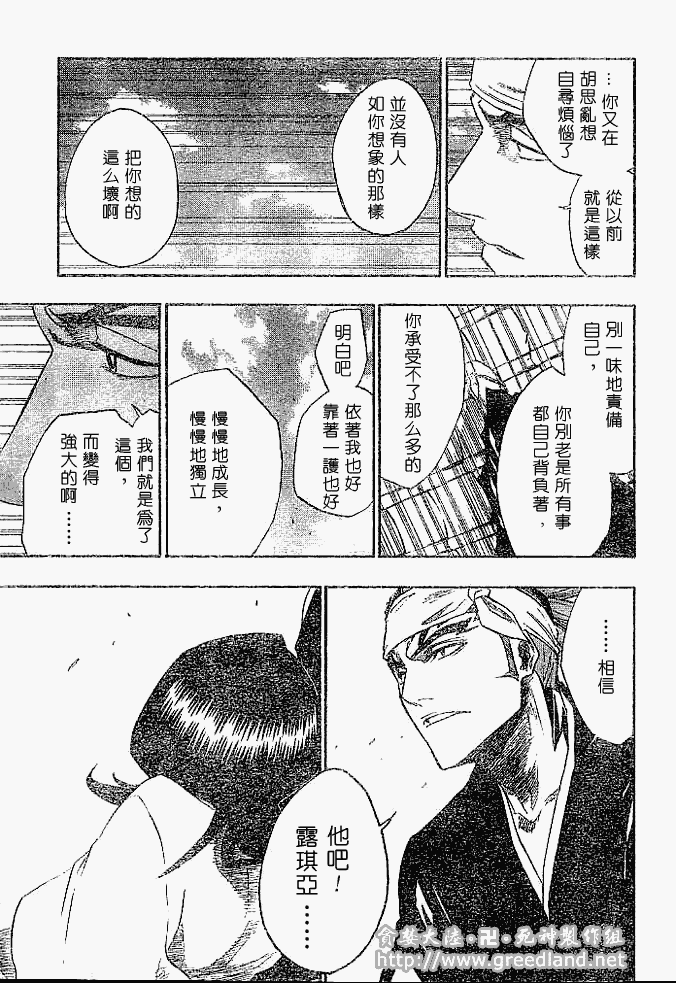 …你又在
胡思亂想
自尋煩惱了
從以前
就是這樣
並沒有人
如你想象的那樣
把你想的
這么壞啊
別一味地責備
自己，
你別老是所有事
都自己背負著，
你承受不了那么多的
明白吧
依著我也好
靠著一護也好
慢慢地成長，
慢慢地獨立
我們就是為了
這個，
而變得
強大的啊……
……相信
他吧！
露琪亞……
貪婪大陸·卍·死神製作組
http://www.greedland.net